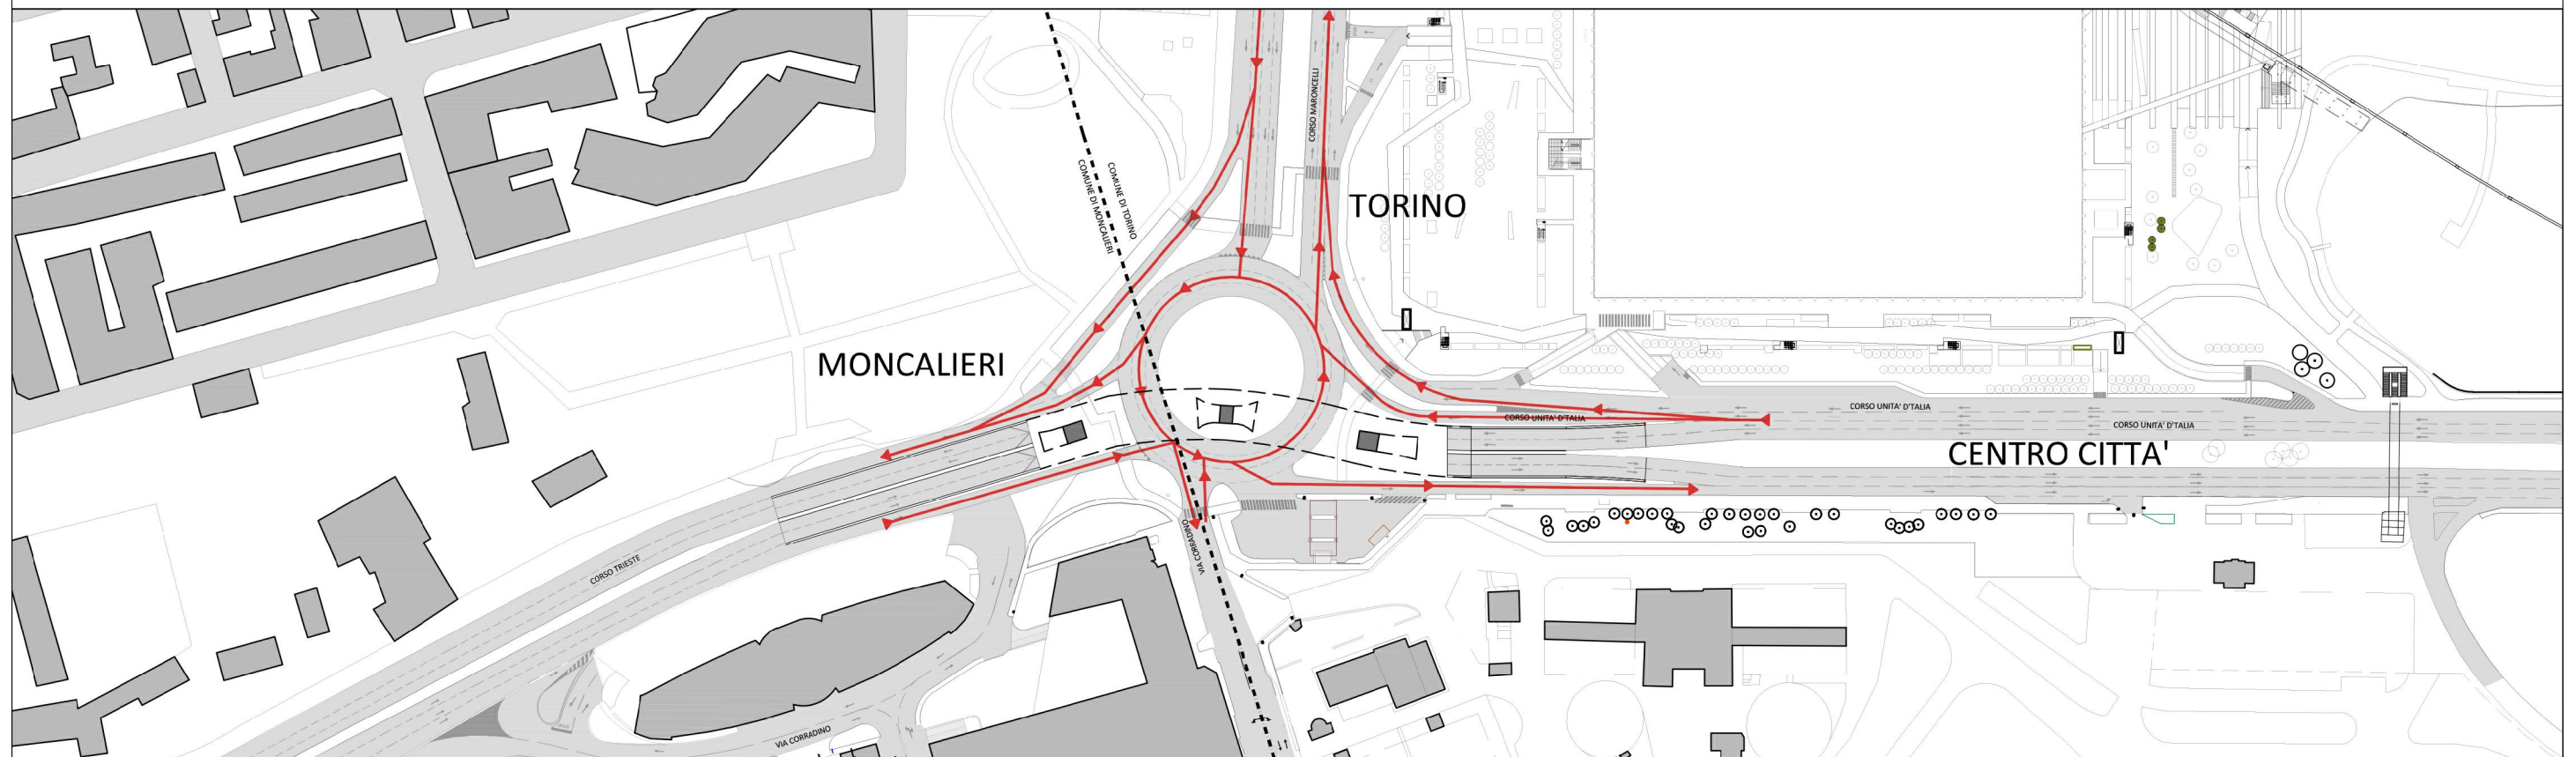 CORSO MARONCELLI
COMUNE DI TORINO
COMUNE DI MONCALIERI
TORINO
MONCALIERI
CORSO UNITA' D'ITALIA
CORSO UNITA' D'ITALIA
CORSO UNITA' D'ITALIA
CENTRO CITTA'
VIA CORRADINO
CORSO TRIESTE
VIA CORRADINO